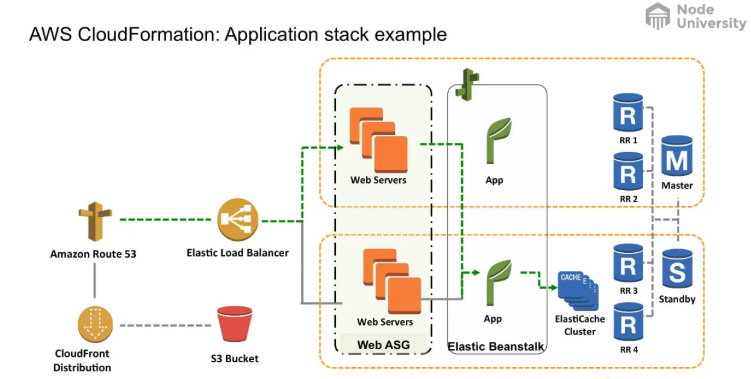 Node
University
AWS CloudFormation: Application stack example
Web Servers
App
RR 1
RR 2
Master
Amazon Route 53
Elastic Load Balancer
Web Servers
App
CACHE
ElastiCache
Cluster
RR 3
RR 4
Standby
CloudFront
Distribution
S3 Bucket
Web ASG
Elastic Beanstalk
R
R
M
R
R
S